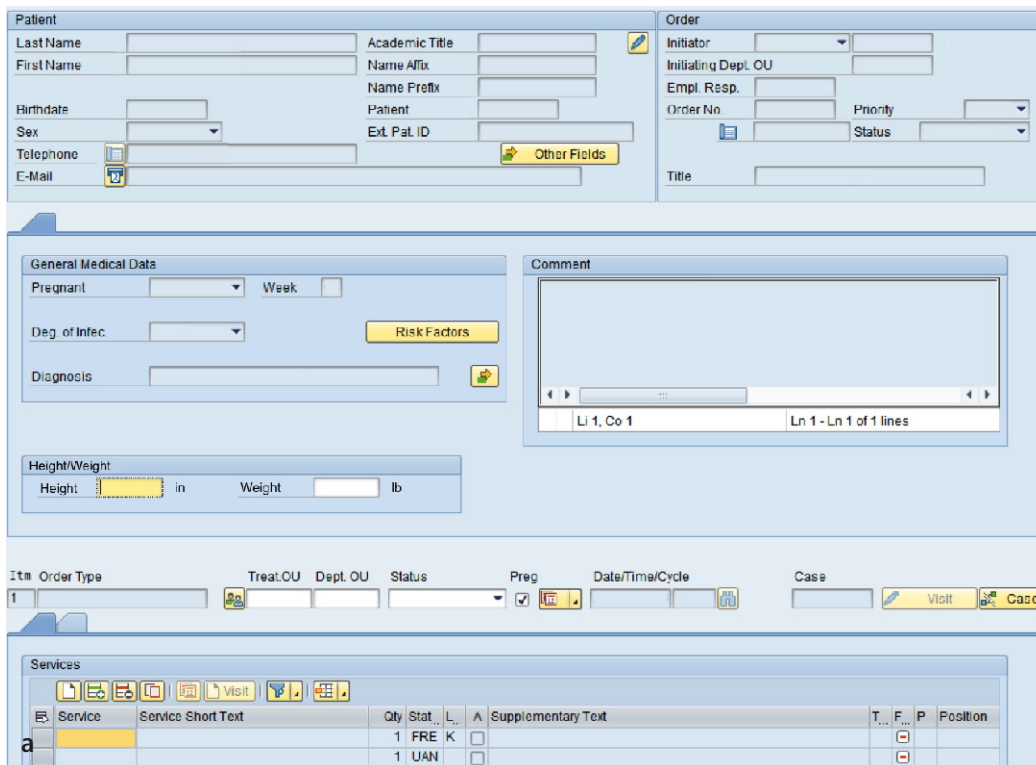 Patient
Order
Last Name Academic Title Initiator
First Name Name Affix Initiating Dept. OU
Name Prefix Empl. Resp.
Birthdate Patient Order No. Priority
Sex Ext. Pat. ID Status
Telephone Other Fields
E-Mail Title
General Medical Data
Comment
Pregnant Week
Deg. of Infec. Risk Factors
Diagnosis
Li 1, Co 1 Ln 1 - Ln 1 of 1 lines
Height/Weight
Height in Weight lb
Itm Order Type Treat.OU Dept. OU Status Preg Date/Time/Cycle Case
1 Visit Case
Services
Visit
Service Service Short Text Qty Stat.. L.. A Supplementary Text T... F... P Position
1 FRE K
a
1 UAN